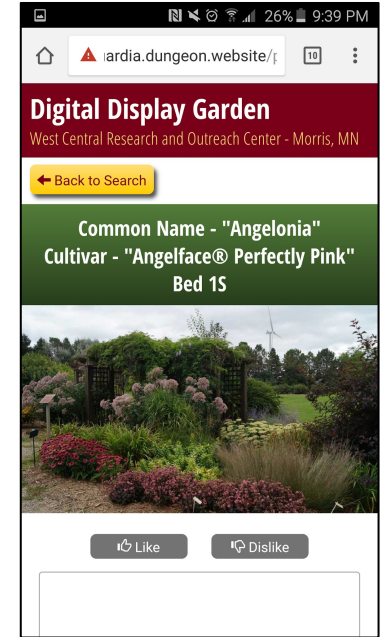 26% 9:39 PM
ardia.dungeon.website/p 10
Digital Display Garden
West Central Research and Outreach Center - Morris, MN
Back to Search
Common Name - "Angelonia"
Cultivar - "Angelface® Perfectly Pink"
Bed 1S
Like Dislike